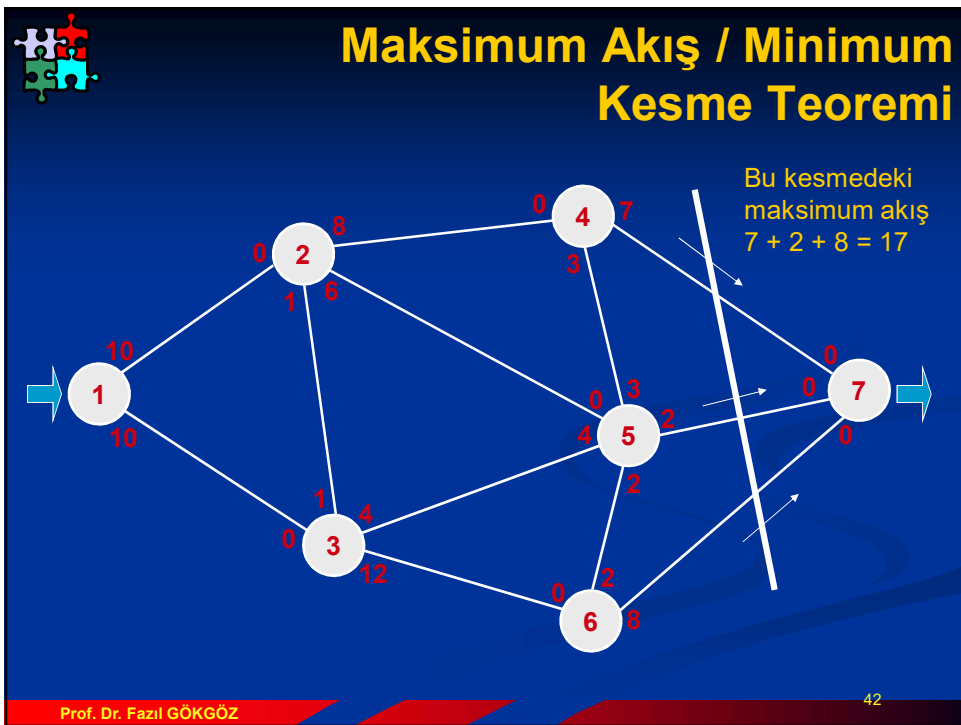 Maksimum Akış / Minimum
Kesme Teoremi
Bu kesmedeki
maksimum akış
7 + 2 + 8 = 17
0 4 7
3
8
0 2
1 6
10
1
10
0
0 7
0
3
0
4 5 2
2
1
4
0 3
12
2
0
6 8
42
Prof. Dr. Fazıl GÖKGÖZ